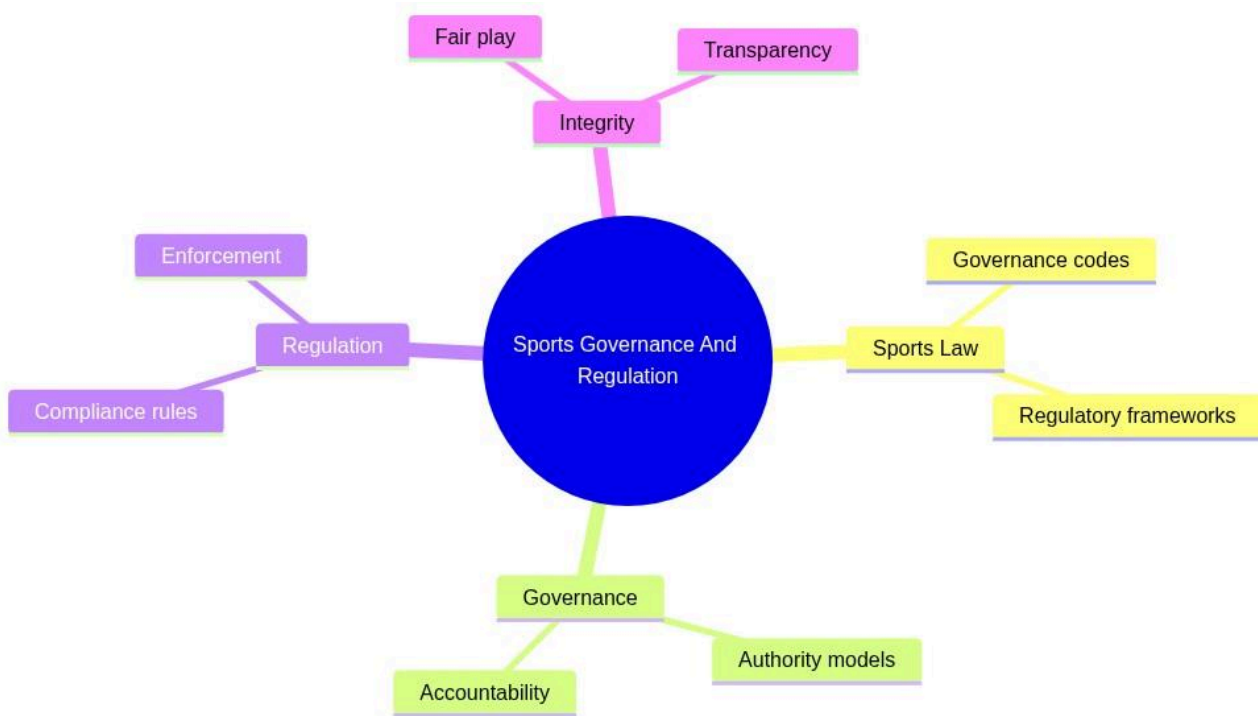 Fair play
Transparency
Integrity
Enforcement
Governance codes
Regulation
Sports Governance And
Regulation
Sports Law
Compliance rules
Regulatory frameworks
Governance
Authority models
Accountability